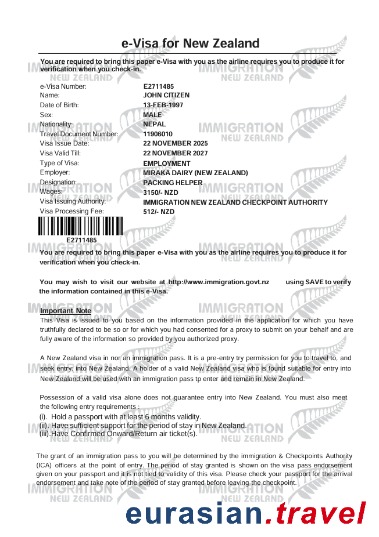 e-Visa for New Zealand
You are required to bring this paper e-Visa with you as the airline requires you to produce it for
verification when you check-in.
e-Visa Number: E2711485
Name: JOHN CITIZEN
Date of Birth: 13-FEB-1997
Sex: MALE
Nationality: NEPAL
Travel Document Number: 11906010
Visa Issue Date: 22 NOVEMBER 2025
Visa Valid Till: 22 NOVEMBER 2027
Type of Visa: EMPLOYMENT
Employer: MIRAKA DAIRY (NEW ZEALAND)
Designation: PACKING HELPER
Wages: 3150/- NZD
Visa Issuing Authority: IMMIGRATION NEW ZEALAND CHECKPOINT AUTHORITY
Visa Processing Fee: 512/- NZD
E2711485
You are required to bring this paper e-Visa with you as the airline requires you to produce it for
verification when you check-in.
You may wish to visit our website at http://www.immigration.govt.nz using SAVE to verify
the information contained in this e-Visa.
Important Note
This Visa is issued to you based on the information provided in the application for which you have
truthfully declared to be so or for which you had consented for a proxy to submit on your behalf and are
fully aware of the information so provided by you authorized proxy.
A New Zealand visa in nor an immigration pass. It is a pre-entry try permission for you to travel to, and
seek entry, into New Zealand. A holder of a valid New Zealand visa who is found suitable for entry into
New Zealand will be used with an immigration pass tp enter and remain in New Zealand.
Possession of a valid visa alone does not guarantee entry into New Zealand. You must also meet
the following entry requirements:
(i). Hold a passport with at least 6 months validity.
(ii). Have sufficient support for the period of stay in New Zealand.
(iii) Have Confirmed Onward/Return air ticket(s).
The grant of an immigration pass to you will be determined by the immigration & Checkpoints Authority
(ICA) officers at the point of entry. The period of stay granted is shown on the visa pass endorsement
given on your passport and it is not tied to validity of this visa. Please check your passport for the arrival
endorsement and take note of the period of stay granted before leaving the checkpoint.
IMMIGRATION
NEW ZEALAND
eurasian.travel